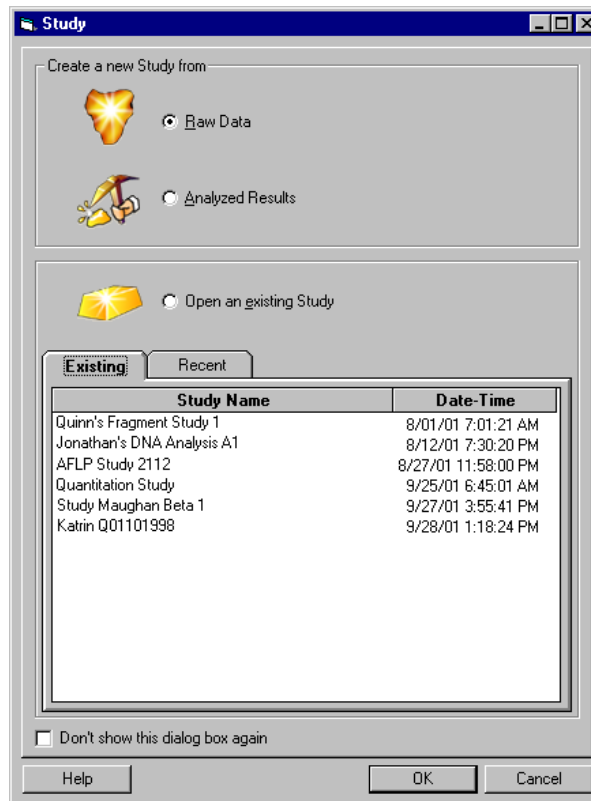 Study
Create a new Study from
Raw Data
Analyzed Results
Open an existing Study
Existing Recent
Study Name Date-Time
Quinn's Fragment Study 1 8/01/01 7:01:21 AM
Jonathan's DNA Analysis A1 8/12/01 7:30:20 PM
AFLP Study 2112 8/27/01 11:58:00 PM
Quantitation Study 9/25/01 6:45:01 AM
Study Maughan Beta 1 9/27/01 3:55:41 PM
Katrin Q01101998 9/28/01 1:18:24 PM
Don't show this dialog box again
Help OK Cancel